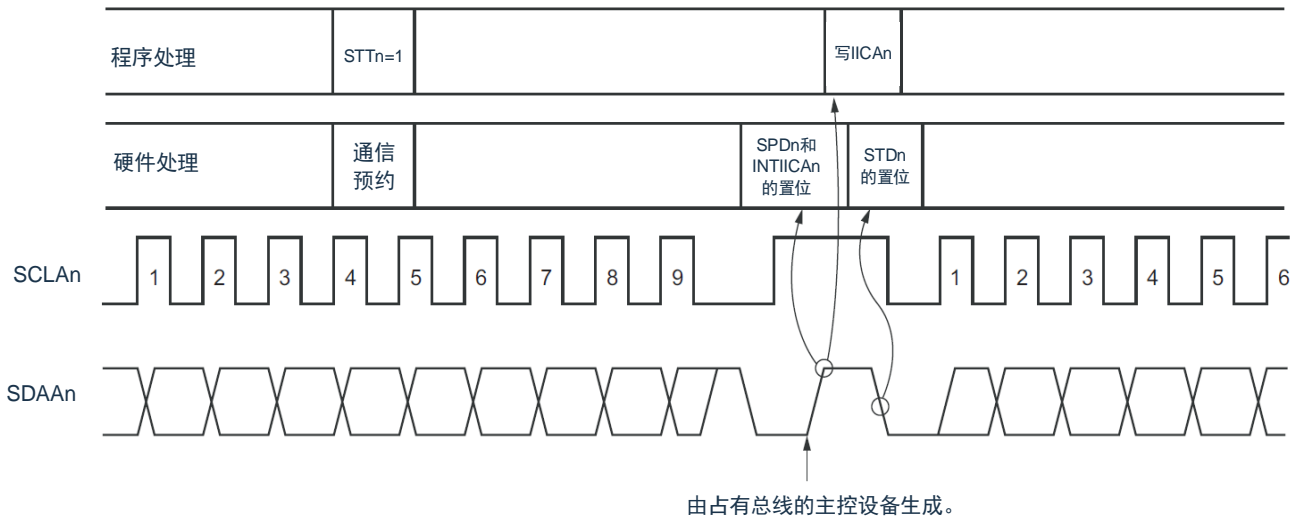 程序处理
STTn=1
写IICAn
硬件处理
通信
预约
SPDn和
INTIICAn
的置位
STDn
的置位
SCLAn
1 2 3 4 5 6 7 8 9 1 2 3 4 5 6
SDAAn
由占有总线的主控设备生成。